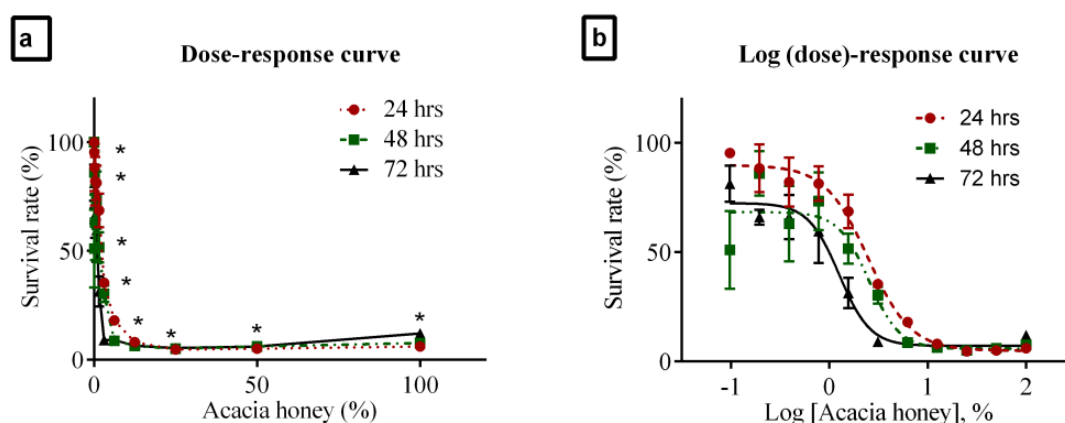 a
Dose-response curve
24 hrs
48 hrs
72 hrs
*
*
*
*
*
*
*
*
100
50
0
Survival rate (%)
0
50
100
Acacia honey (%)
b
Log (dose)-response curve
24 hrs
48 hrs
72 hrs
100
50
0
Survival rate (%)
-1
0
1
2
Log [Acacia honey], %